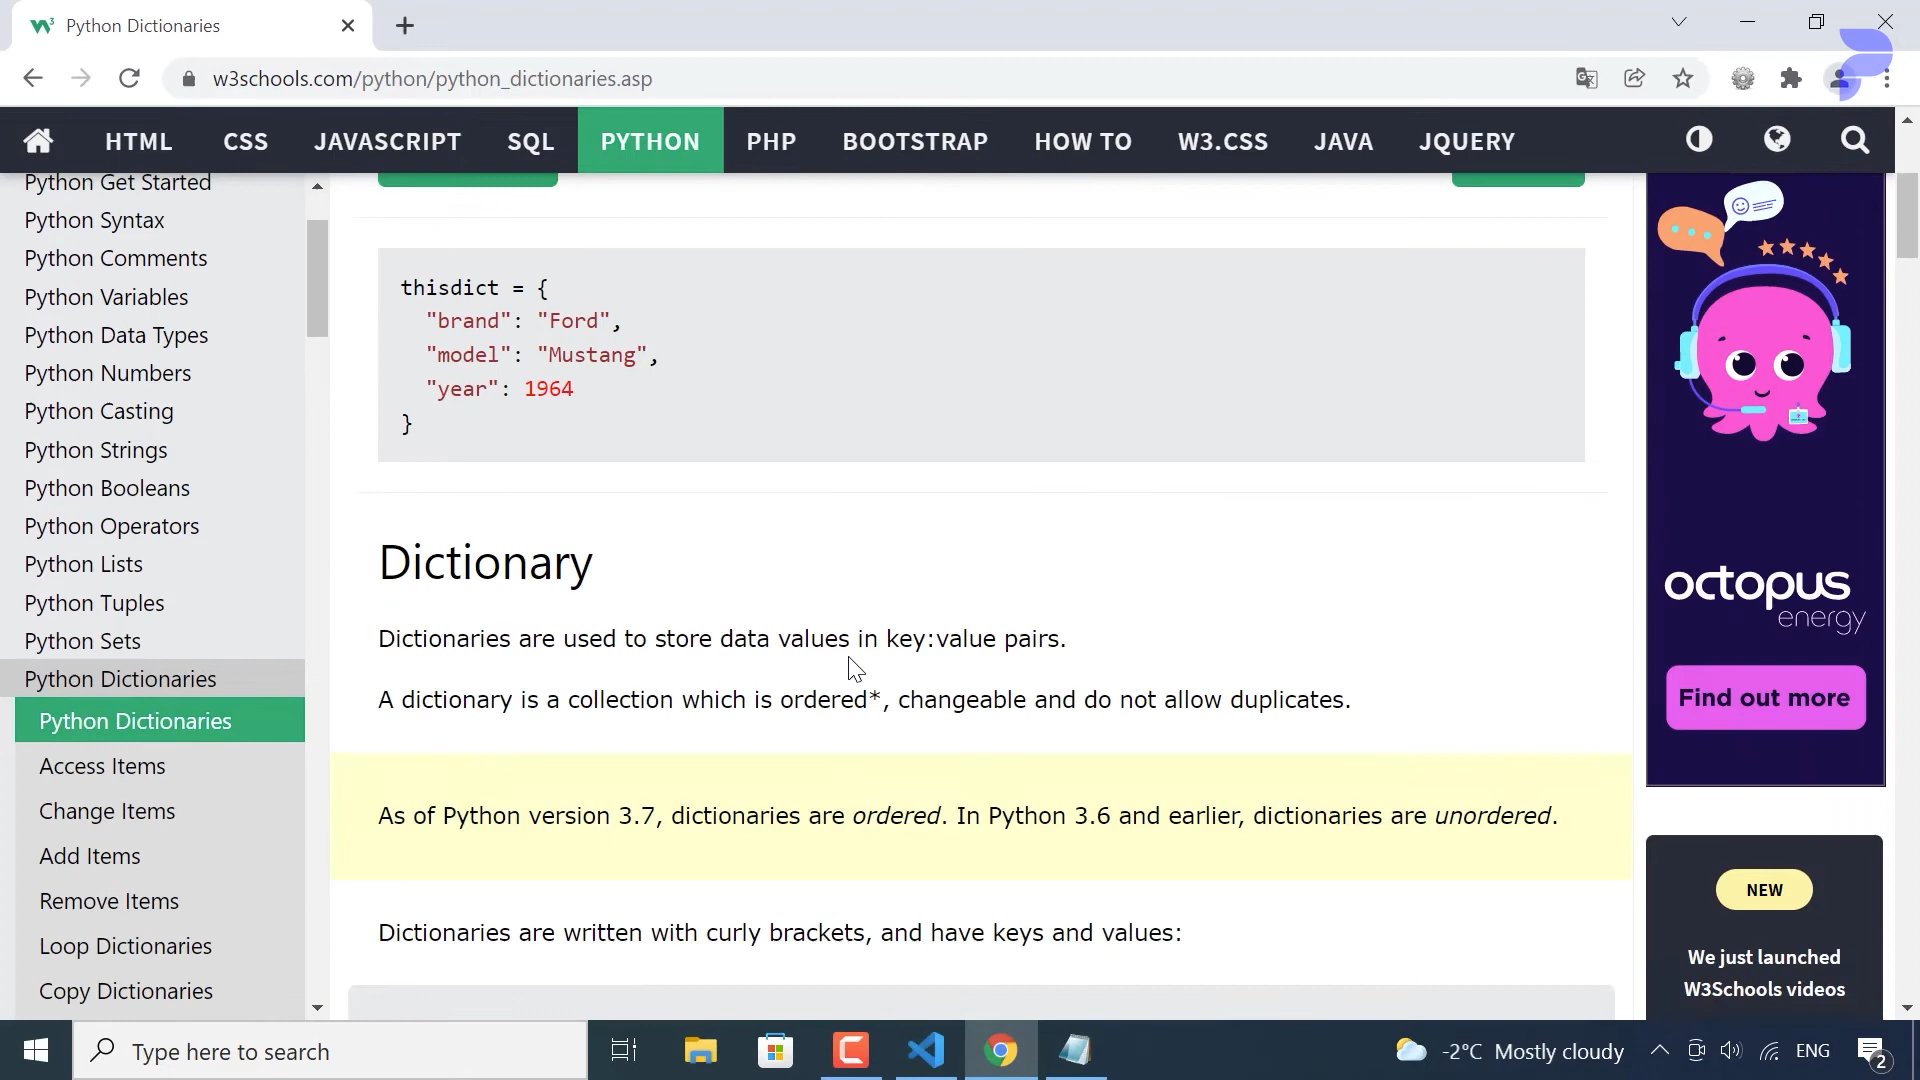 Python Dictionaries
w3schools.com/python/python_dictionaries.asp
HTML CSS JAVASCRIPT SQL PYTHON PHP BOOTSTRAP HOW TO W3.CSS JAVA JQUERY
Python Get Started
Python Syntax
Python Comments
Python Variables
Python Data Types
Python Numbers
Python Casting
Python Strings
Python Booleans
Python Operators
Python Lists
Python Tuples
Python Sets
Python Dictionaries
Python Dictionaries
Access Items
Change Items
Add Items
Remove Items
Loop Dictionaries
Copy Dictionaries
thisdict = {
"brand": "Ford",
"model": "Mustang",
"year": 1964
}
Dictionary
Dictionaries are used to store data values in key:value pairs.
A dictionary is a collection which is ordered*, changeable and do not allow duplicates.
As of Python version 3.7, dictionaries are ordered. In Python 3.6 and earlier, dictionaries are unordered.
Dictionaries are written with curly brackets, and have keys and values:
octopus
energy
Find out more
NEW
We just launched
W3Schools videos
Type here to search
-2°C Mostly cloudy
ENG
2